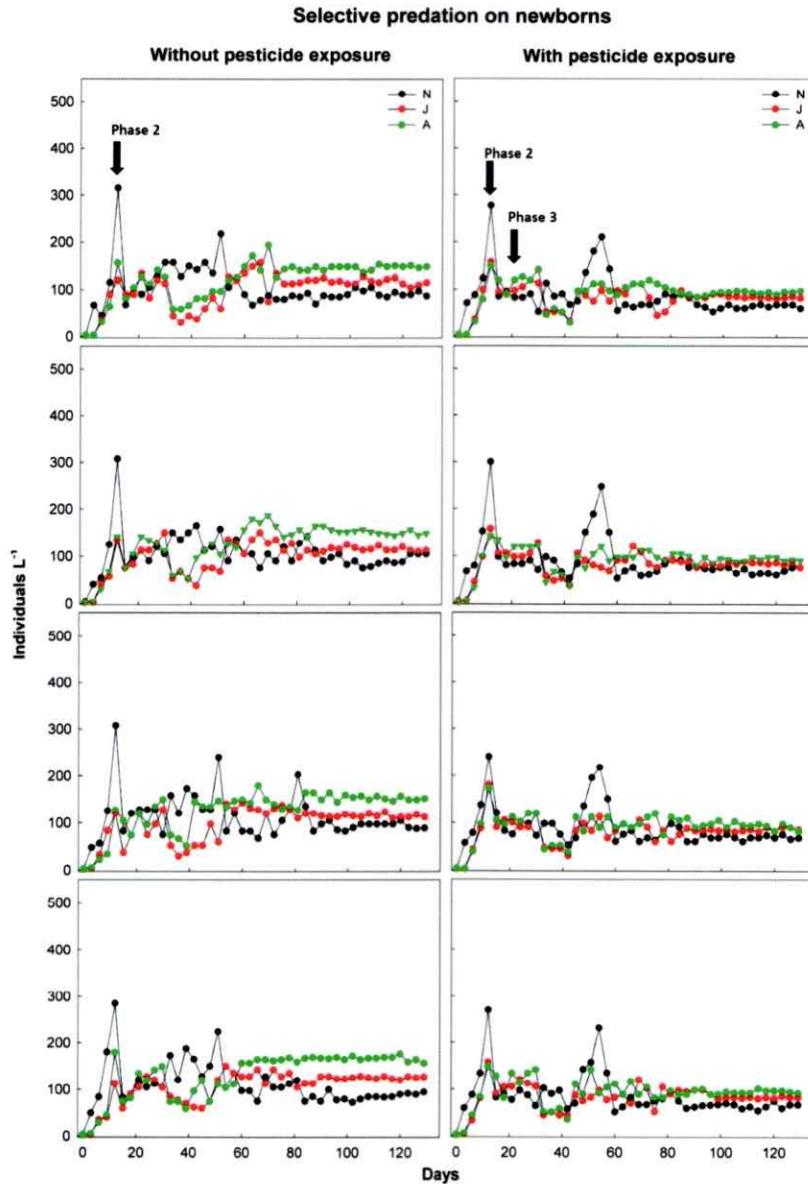 Selective predation on newborns
Without pesticide exposure
With pesticide exposure
500
400
300
200
100
0
Phase 2
N
J
A
Phase 2
Phase 3
N
J
A
500
400
300
200
100
0
500
400
300
200
100
0
500
400
300
200
100
0
Individuals L⁻¹
0 20 40 60 80 100 120
0 20 40 60 80 100 120
Days